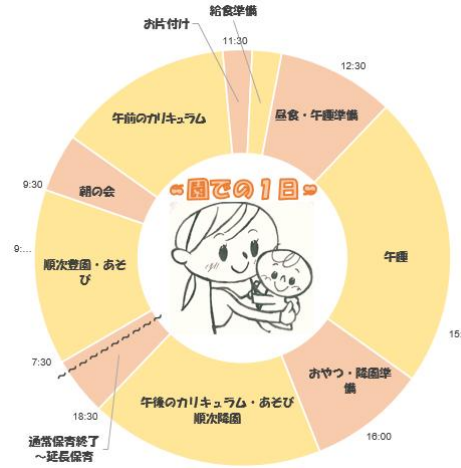 給食準備
お片付け
11:30
12:30
昼食・午睡準備
午前のカリキュラム
9:30
朝の会
～園での１日～
9:...
順次登園・あそ
び
午睡
7:30
15
おやつ・降園準
備
午後のカリキュラム・あそび
順次降園
18:30
16:00
通常保育終了
～延長保育